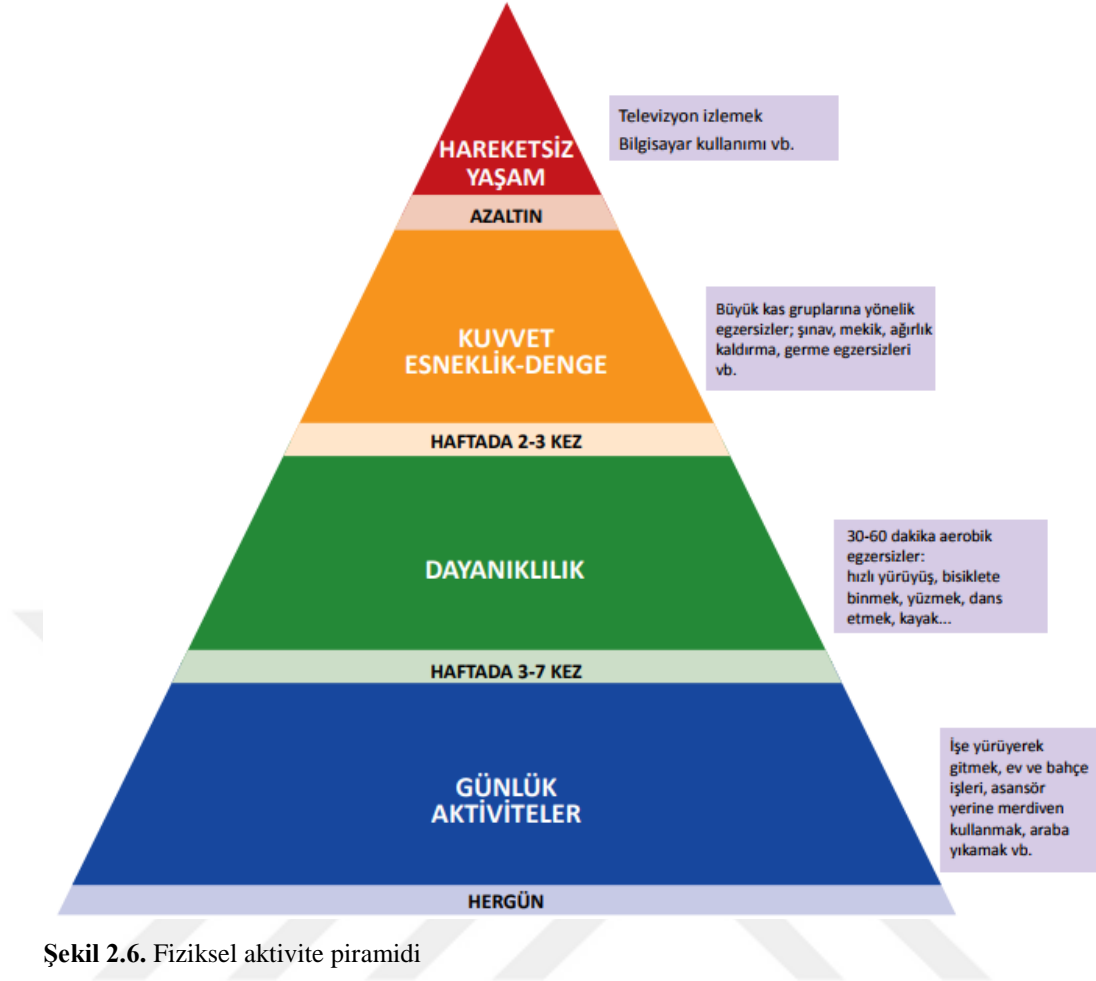 Televizyon izlemek
Bilgisayar kullanımı vb.
HAREKETSİZ
YAŞAM
AZALTIN
Büyük kas gruplarına yönelik
egzersizler; şınav, mekik, ağırlık
kaldırma, germe egzersizleri
vb.
KUVVET
ESNEKLİK-DENGE
HAFTADA 2-3 KEZ
30-60 dakika aerobik
egzersizler:
hızlı yürüyüş, bisiklete
binmek, yüzmek, dans
etmek, kayak...
DAYANIKLILIK
HAFTADA 3-7 KEZ
İşe yürüyerek
gitmek, ev ve bahçe
işleri, asansör
yerine merdiven
kullanmak, araba
yıkamak vb.
GÜNLÜK
AKTİVİTELER
HERGÜN
Şekil 2.6. Fiziksel aktivite piramidi